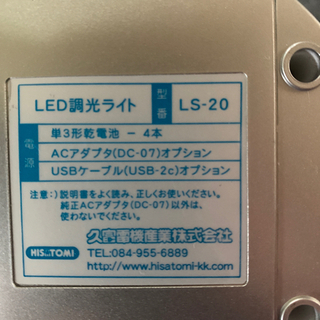 LED調光ライト 型番 LS-20
電源 単3形乾電池 - 4本
ACアダプタ(DC-07)オプション
USBケーブル(USB-2c)オプション
注意:)説明書をよく読み、正しくお使いください。
純正ACアダプタ(DC-07)以外は、
使わないでください。
久富電機産業株式会社
HISaTOMI TEL:084-955-6889
http://www.hisatomi-kk.com